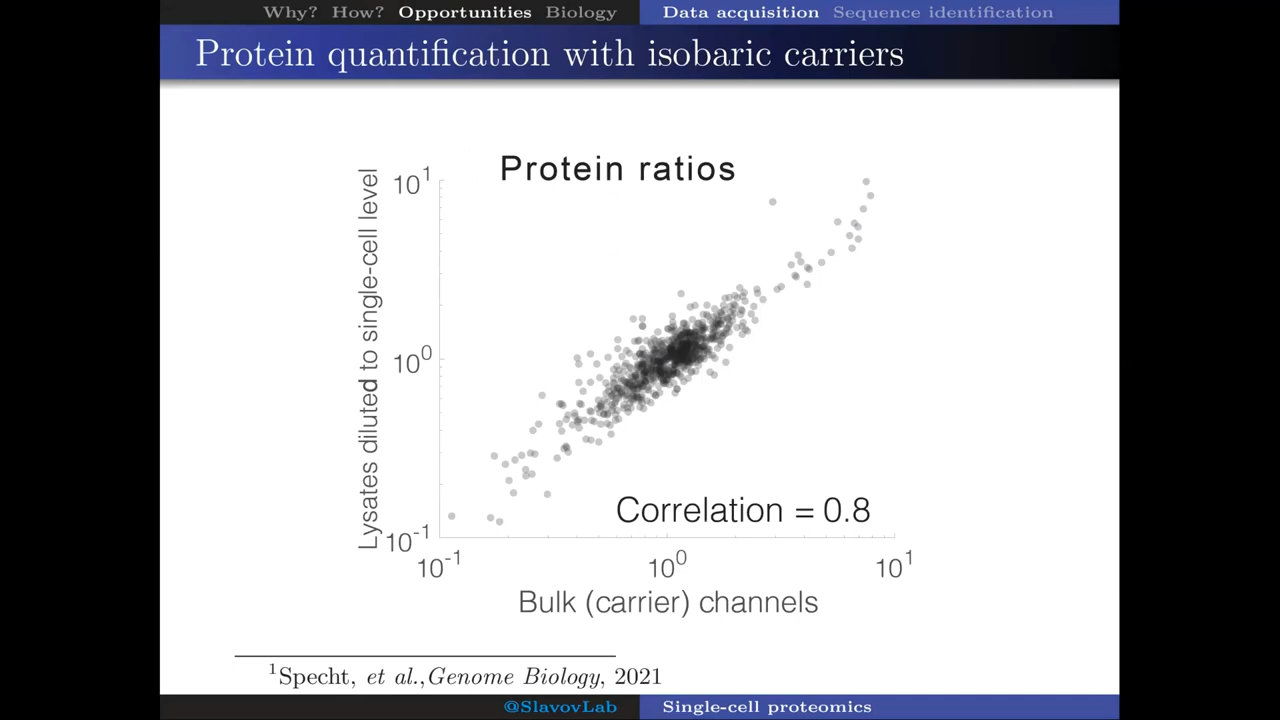 Why? How? Opportunities Biology Data acquisition Sequence identification
Protein quantification with isobaric carriers
Protein ratios
Lysates diluted to single-cell level
10^1
10^0
10^-1
Correlation = 0.8
10^-1 10^0 10^1
Bulk (carrier) channels
^1Specht, et al.,Genome Biology, 2021
@SlavovLab Single-cell proteomics